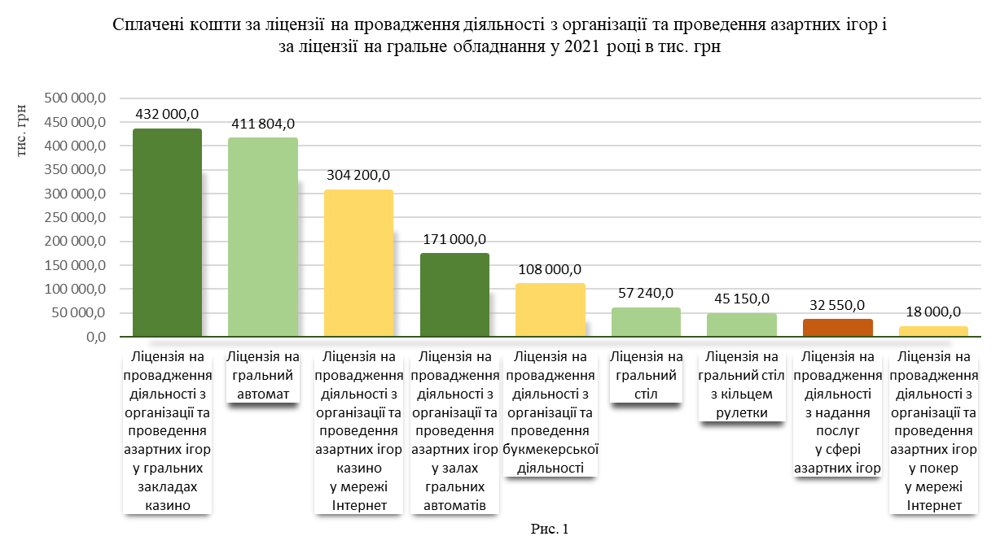 Сплачені кошти за ліцензії на провадження діяльності з організації та проведення азартних ігор і
за ліцензії на гральне обладнання у 2021 році в тис. грн
тис. грн
500 000,0
450 000,0
400 000,0
350 000,0
300 000,0
250 000,0
200 000,0
150 000,0
100 000,0
50 000,0
0,0
432 000,0
411 804,0
304 200,0
171 000,0
108 000,0
57 240,0
45 150,0
32 550,0
18 000,0
Ліцензія на
провадження
діяльності з
організації та
проведення
азартних ігор
у гральних
закладах
казино
Ліцензія на
гральний
автомат
Ліцензія на
провадження
діяльності з
організації та
проведення
азартних ігор
казино
у мережі
Інтернет
Ліцензія на
провадження
діяльності з
організації та
проведення
азартних ігор
у залах
гральних
автоматів
Ліцензія на
провадження
діяльності з
організації та
проведення
букмекерської
діяльності
Ліцензія на
гральний
стіл
Ліцензія на
гральний стіл
з кільцем
рулетки
Ліцензія на
провадження
діяльності
з надання
послуг
у сфері
азартних ігор
Ліцензія на
провадження
діяльності з
організації та
проведення
азартних ігор
у покер
у мережі
Інтернет
Рис. 1